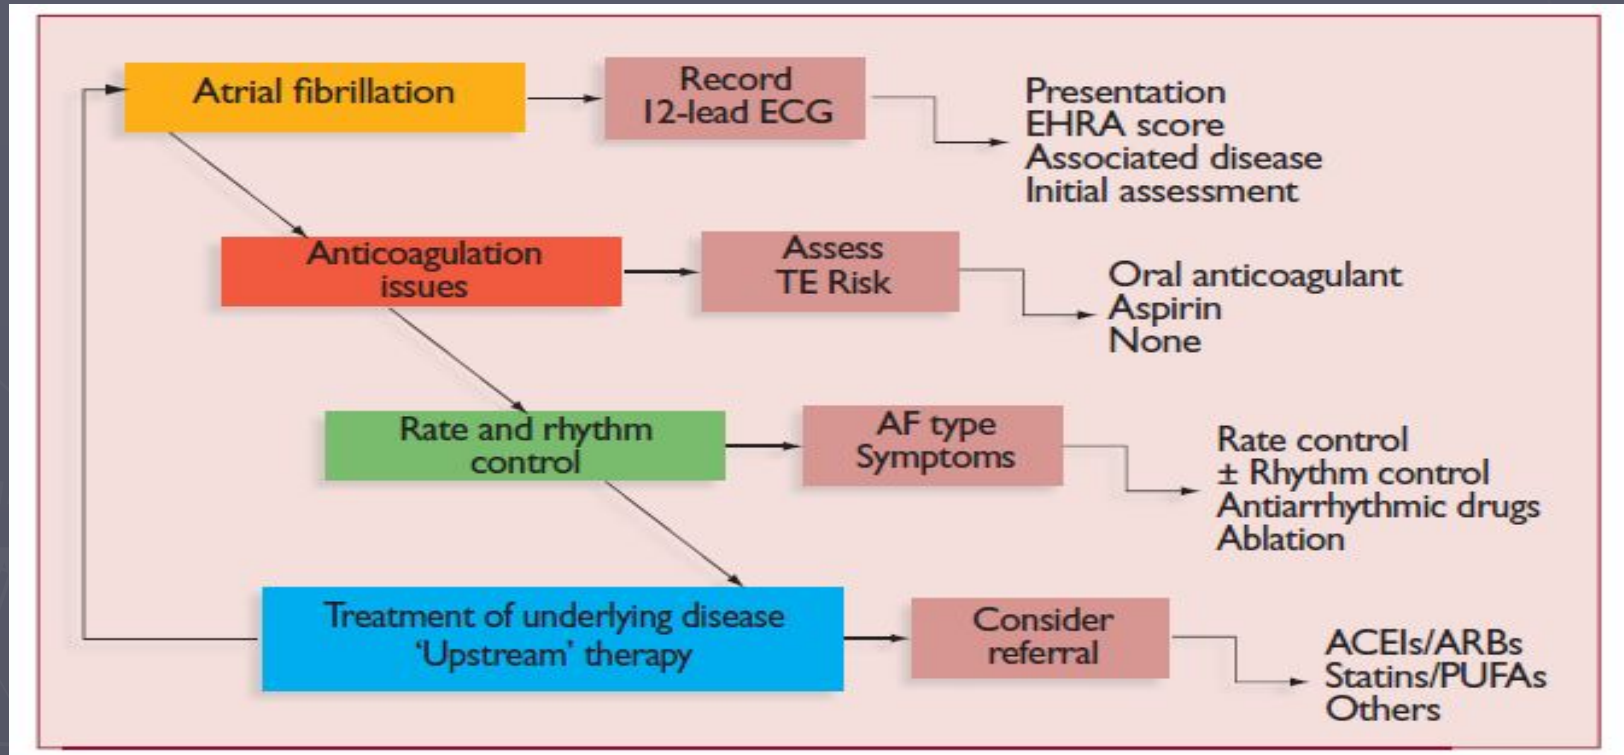 Atrial fibrillation
Record
12-lead ECG
Presentation
EHRA score
Associated disease
Initial assessment
Anticoagulation
issues
Assess
TE Risk
Oral anticoagulant
Aspirin
None
Rate and rhythm
control
AF type
Symptoms
Rate control
± Rhythm control
Antiarrhythmic drugs
Ablation
Treatment of underlying disease
‘Upstream’ therapy
Consider
referral
ACEIs/ARBs
Statins/PUFAs
Others